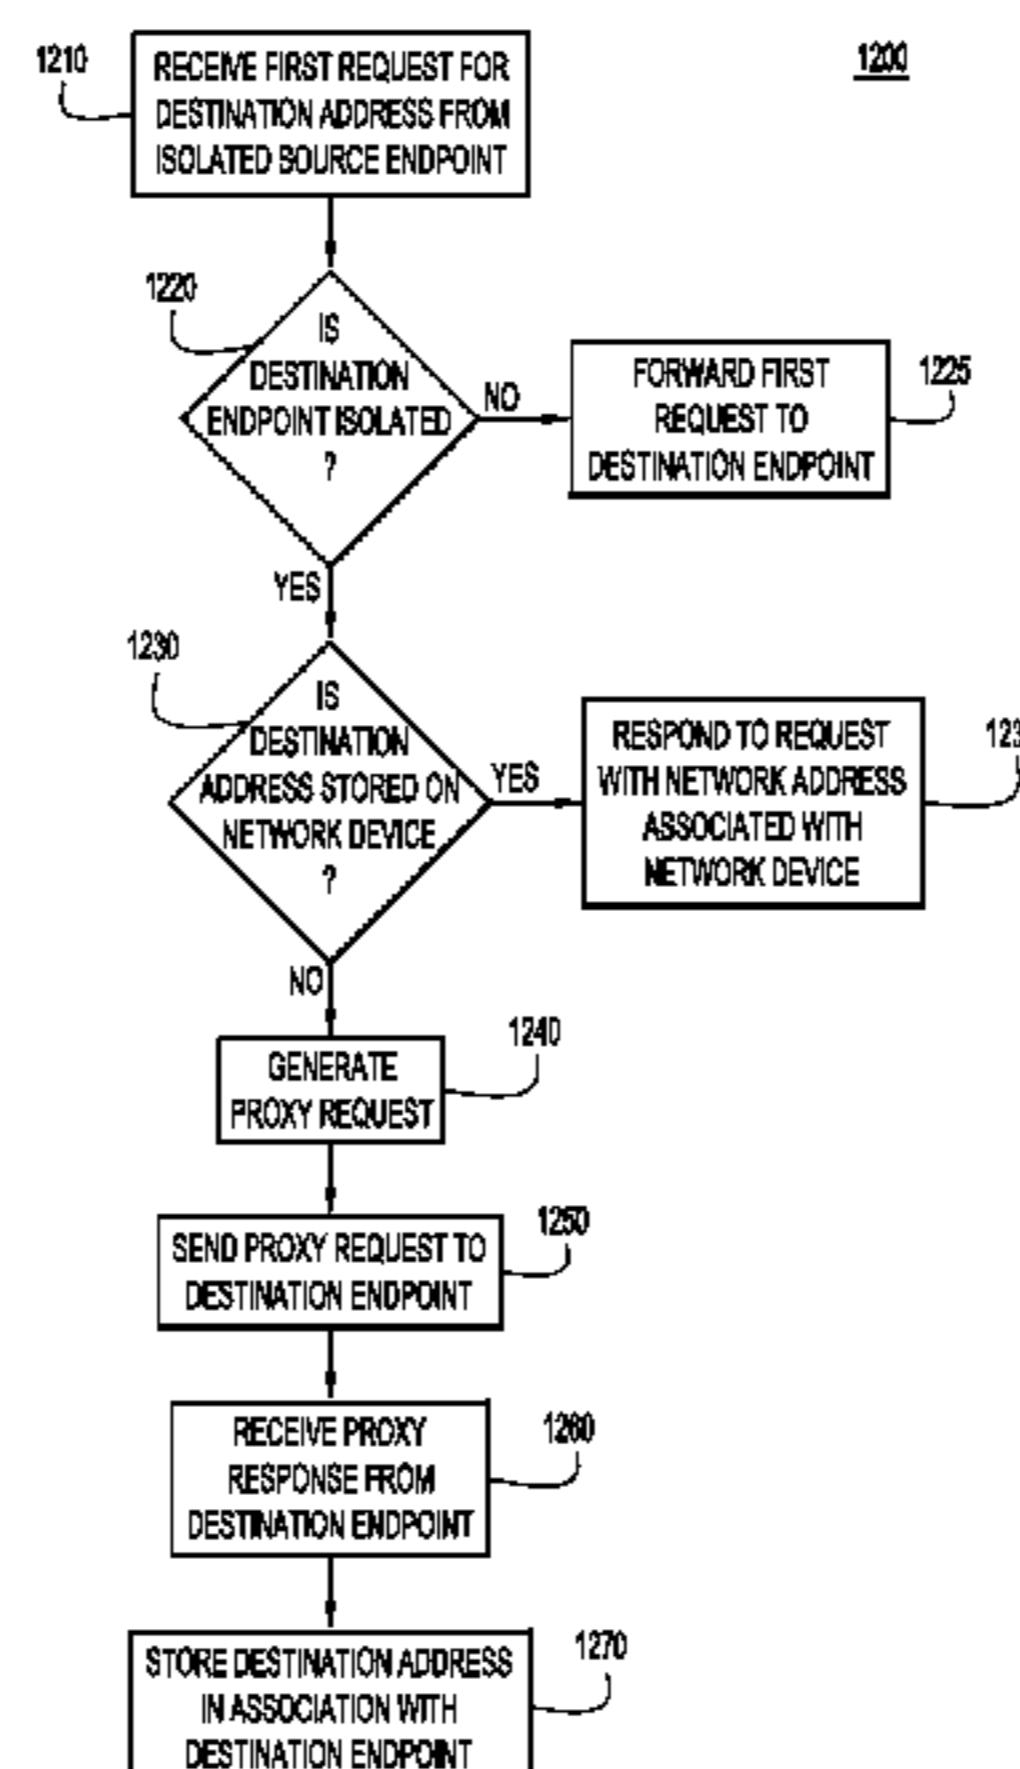 1200
1210
RECEIVE FIRST REQUEST FOR
DESTINATION ADDRESS FROM
ISOLATED SOURCE ENDPOINT
1220
IS
DESTINATION
ENDPOINT ISOLATED
?
NO
FORWARD FIRST
REQUEST TO
DESTINATION ENDPOINT
1225
YES
1230
IS
DESTINATION
ADDRESS STORED ON
NETWORK DEVICE
?
YES
RESPOND TO REQUEST
WITH NETWORK ADDRESS
ASSOCIATED WITH
NETWORK DEVICE
NO
GENERATE
PROXY REQUEST
1240
SEND PROXY REQUEST TO
DESTINATION ENDPOINT
1250
RECEIVE PROXY
RESPONSE FROM
DESTINATION ENDPOINT
1260
STORE DESTINATION ADDRESS
IN ASSOCIATION WITH
DESTINATION ENDPOINT
1270